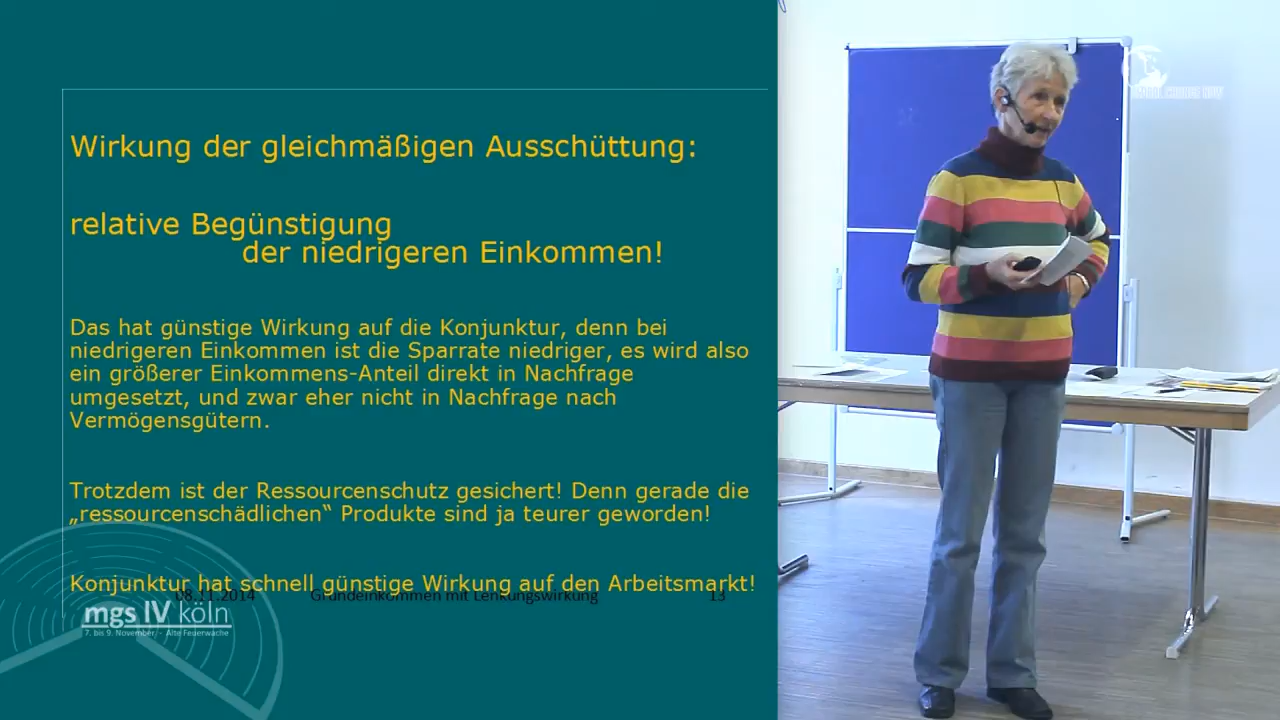 Wirkung der gleichmäßigen Ausschüttung:
relative Begünstigung
der niedrigeren Einkommen!
Das hat günstige Wirkung auf die Konjunktur, denn bei
niedrigeren Einkommen ist die Sparrate niedriger, es wird also
ein größerer Einkommens-Anteil direkt in Nachfrage
umgesetzt, und zwar eher nicht in Nachfrage nach
Vermögensgütern.
Trotzdem ist der Ressourcenschutz gesichert! Denn gerade die
„ressourcenschädlichen“ Produkte sind ja teurer geworden!
Konjunktur hat schnell günstige Wirkung auf den Arbeitsmarkt!
08.11.2014 Grundeinkommen mit Lenkungswirkung 13
mgs IV köln
7. bis 9. November - Alte Feuerwache